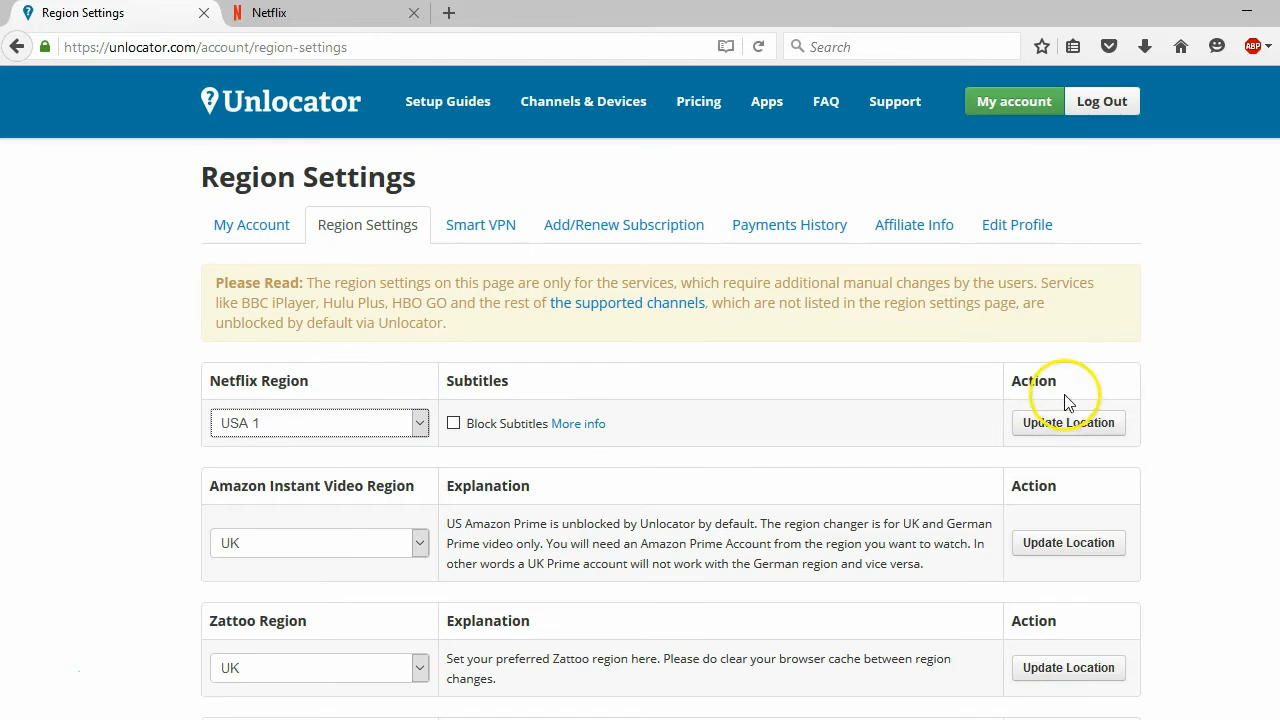 Region Settings
Netflix
https://unlocator.com/account/region-settings
Search
ABP
Unlocator
Setup Guides
Channels & Devices
Pricing
Apps
FAQ
Support
My account
Log Out
Region Settings
My Account
Region Settings
Smart VPN
Add/Renew Subscription
Payments History
Affiliate Info
Edit Profile
Please Read: The region settings on this page are only for the services, which require additional manual changes by the users. Services
like BBC iPlayer, Hulu Plus, HBO GO and the rest of the supported channels, which are not listed in the region settings page, are
unblocked by default via Unlocator.
Netflix Region
Subtitles
Action
USA 1
Block Subtitles More info
Update Location
Amazon Instant Video Region
Explanation
Action
UK
US Amazon Prime is unblocked by Unlocator by default. The region changer is for UK and German
Prime video only. You will need an Amazon Prime Account from the region you want to watch. In
other words a UK Prime account will not work with the German region and vice versa.
Update Location
Zattoo Region
Explanation
Action
UK
Set your preferred Zattoo region here. Please do clear your browser cache between region
changes.
Update Location